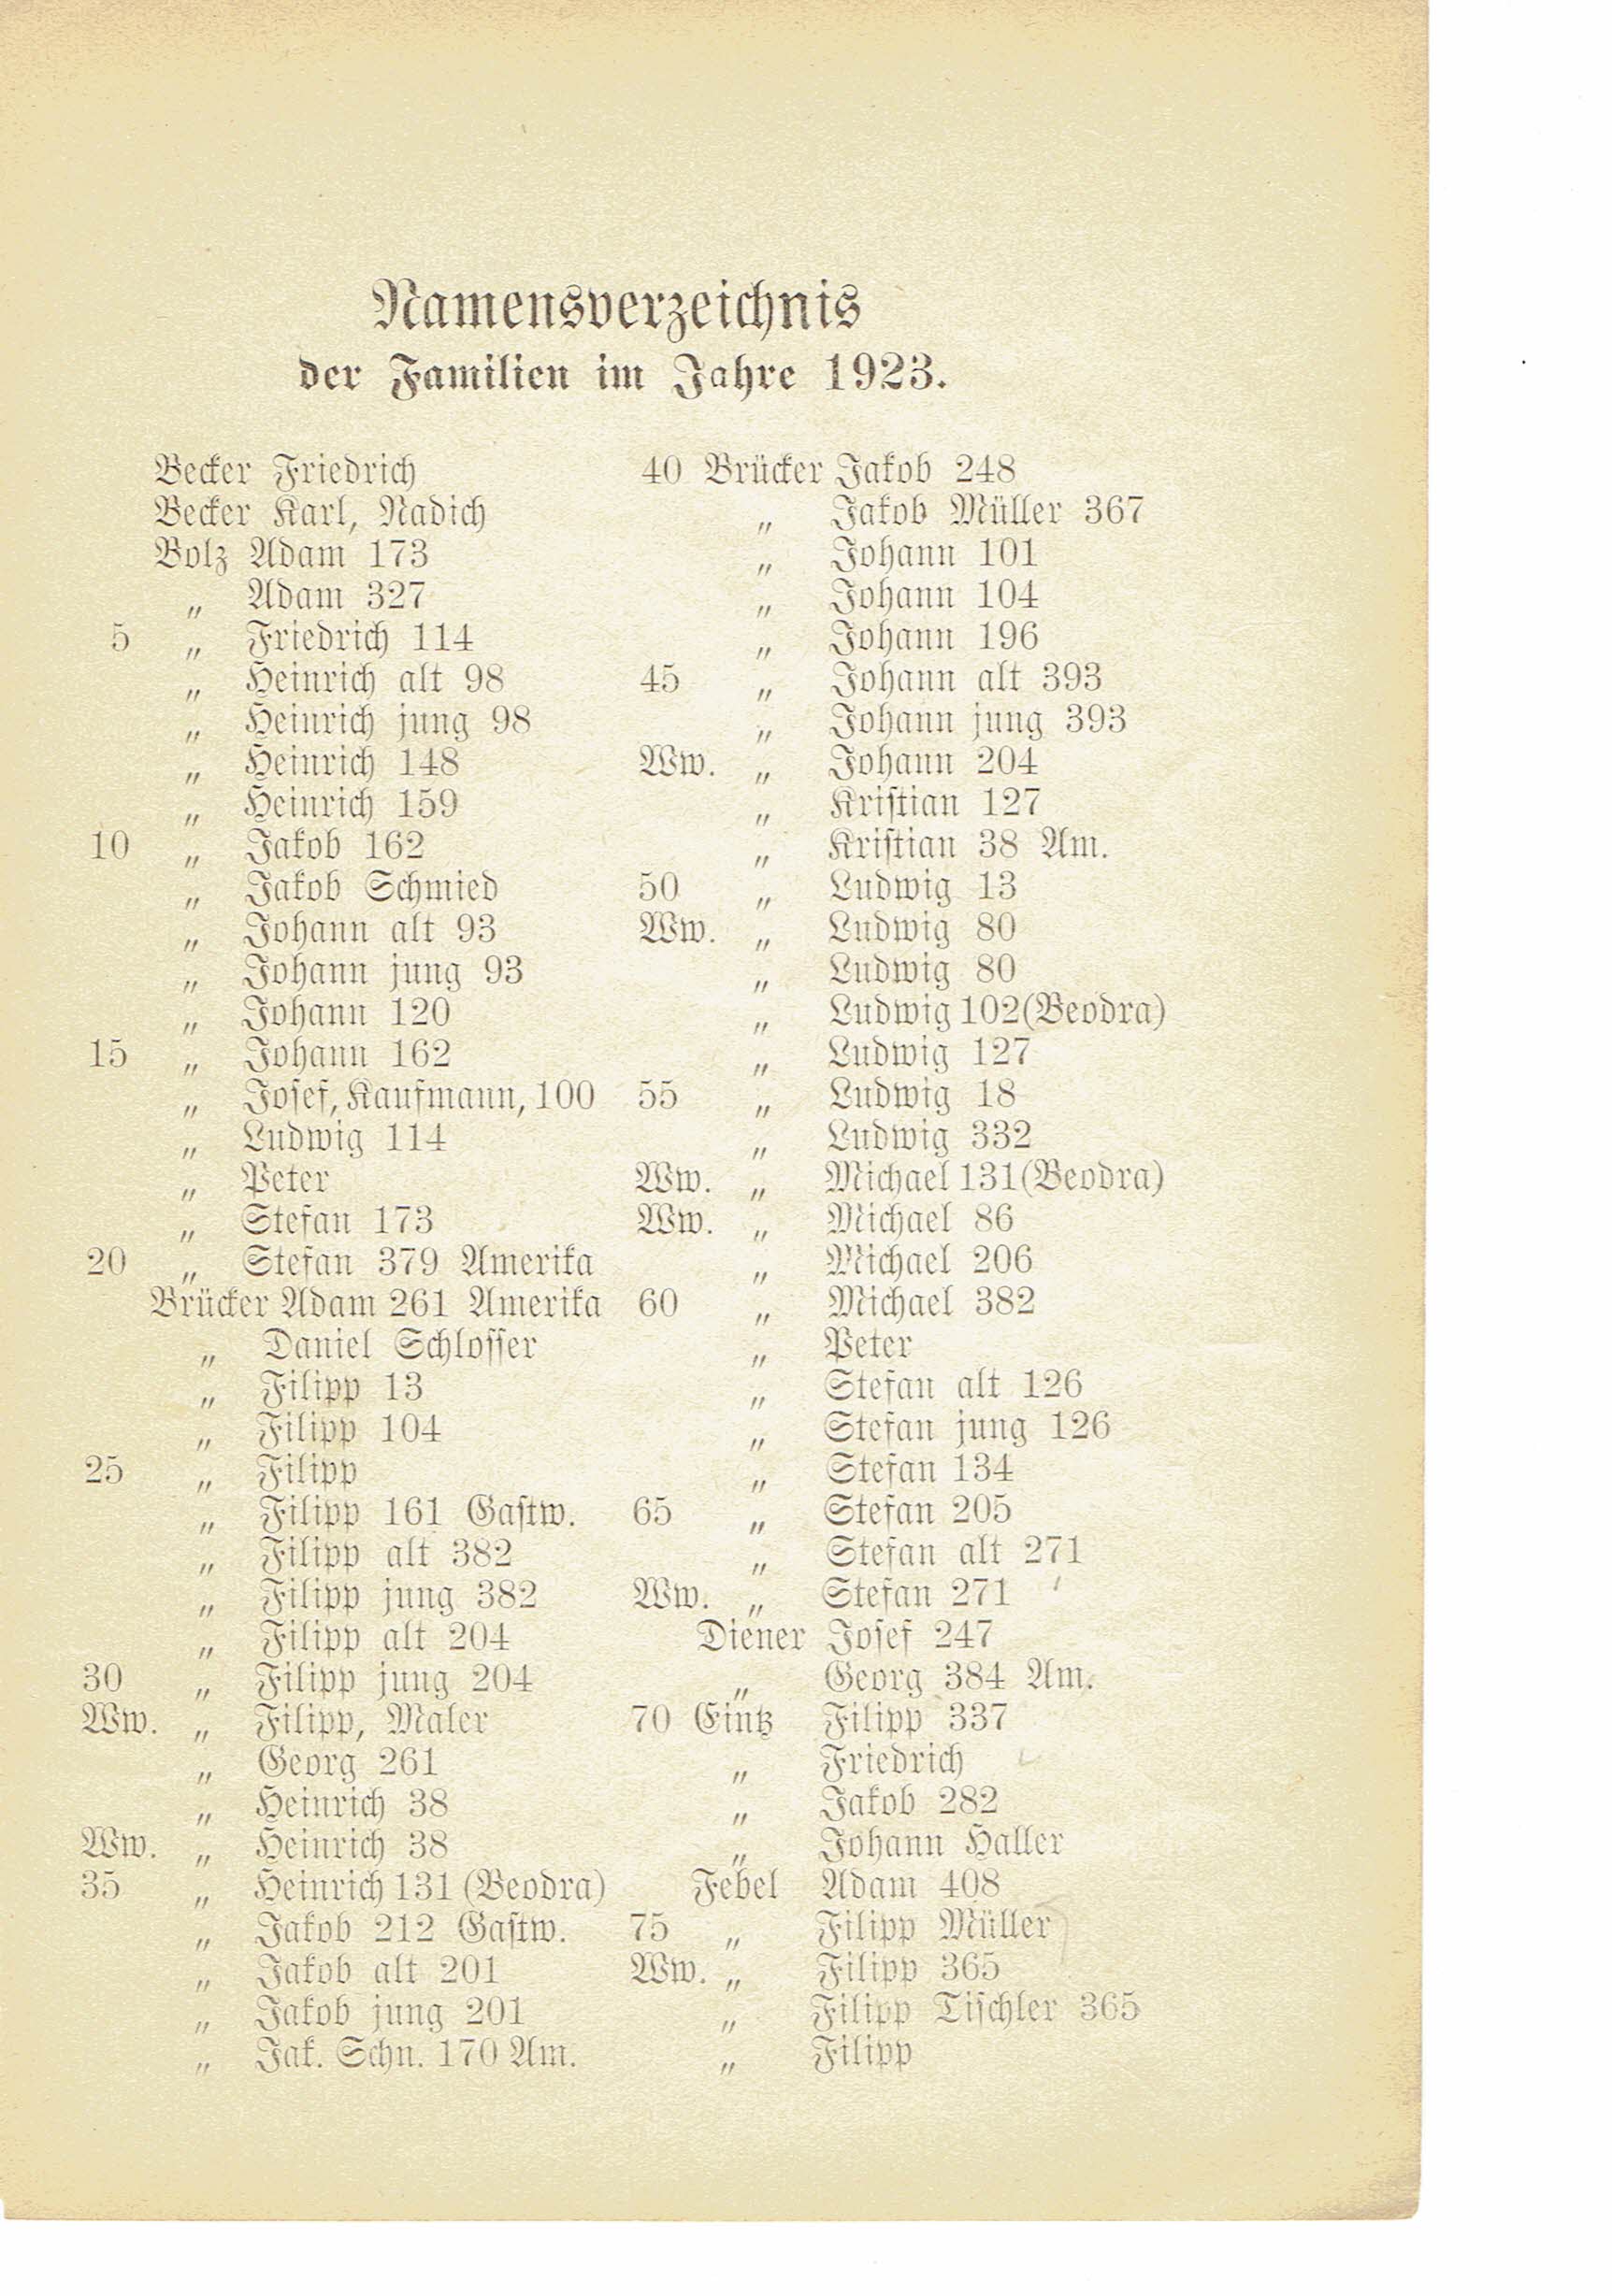 Namensverzeichnis
der Familien im Jahre 1923.
Becker Friedrich
Becker Karl, Nadich
Bolz Adam 173
„ Adam 327
5 „ Friedrich 114
„ Heinrich alt 98
„ Heinrich jung 98
„ Heinrich 148
„ Heinrich 159
10 „ Jakob 162
„ Jakob Schmied
„ Johann alt 93
„ Johann jung 93
„ Johann 120
15 „ Johann 162
„ Josef, Kaufmann, 100
„ Ludwig 114
„ Peter
„ Stefan 173
20 „ Stefan 379 Amerika
Brücker Adam 261 Amerika
„ Daniel Schlosser
„ Filipp 13
„ Filipp 104
25 „ Filipp
„ Filipp 161 Gastw.
„ Filipp alt 382
„ Filipp jung 382
„ Filipp alt 204
30 „ Filipp jung 204
Ww. „ Filipp, Maler
„ Georg 261
„ Heinrich 38
Ww. „ Heinrich 38
35 „ Heinrich 131 (Beodra)
„ Jakob 212 Gastw.
„ Jakob alt 201
„ Jakob jung 201
„ Jak. Schn. 170 Am.
40 Brücker Jakob 248
„ Jakob Müller 367
„ Johann 101
„ Johann 104
„ Johann 196
45 „ Johann alt 393
„ Johann jung 393
Ww. „ Johann 204
„ Kristian 127
„ Kristian 38 Am.
50 „ Ludwig 13
Ww. „ Ludwig 80
„ Ludwig 80
„ Ludwig 102 (Beodra)
„ Ludwig 127
55 „ Ludwig 18
„ Ludwig 332
Ww. „ Michael 131 (Beodra)
Ww. „ Michael 86
„ Michael 206
60 „ Michael 382
„ Peter
„ Stefan alt 126
„ Stefan jung 126
„ Stefan 134
65 „ Stefan 205
„ Stefan alt 271
Ww. „ Stefan 271
Diener Josef 247
„ Georg 384 Am.
70 Eintz Filipp 337
„ Friedrich
„ Jakob 282
„ Johann Haller
Febel Adam 408
75 „ Filipp Müller
Ww. „ Filipp 365
„ Filipp Tischler 365
„ Filipp